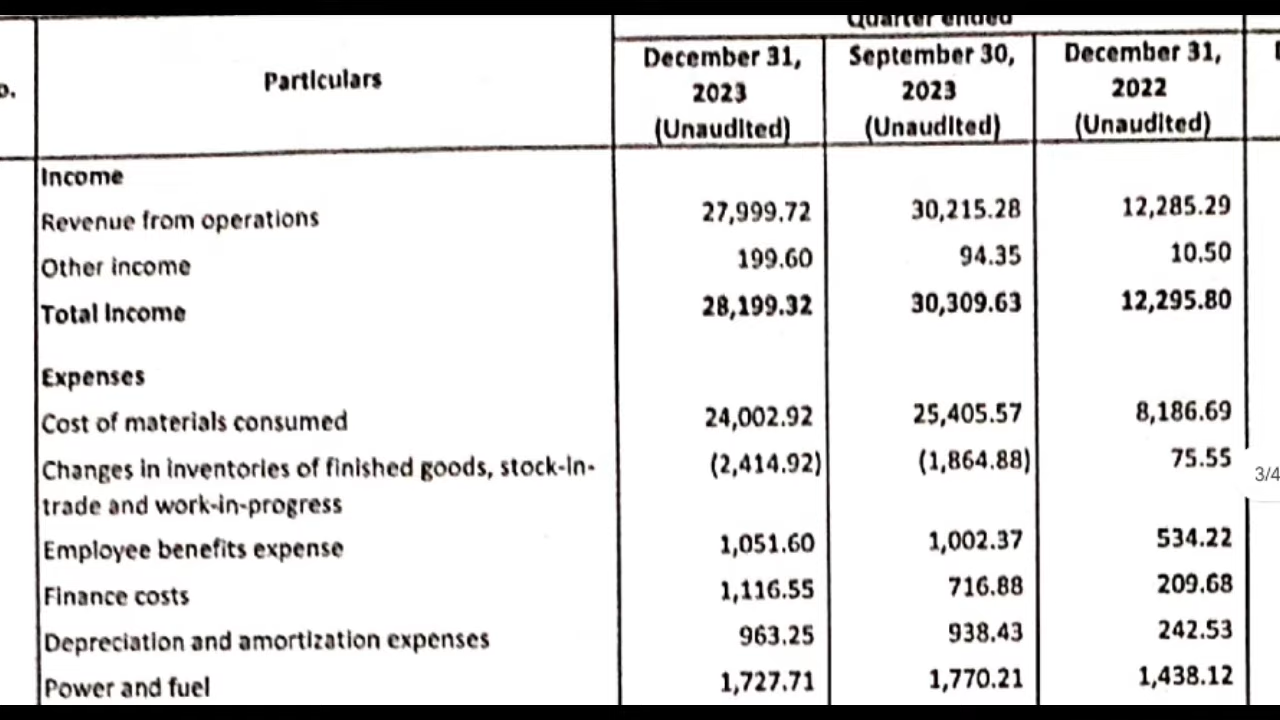 Quarter ended
o.
Particulars
December 31, 2023 (Unaudited)
September 30, 2023 (Unaudited)
December 31, 2022 (Unaudited)
Income
Revenue from operations 27,999.72 30,215.28 12,285.29
Other income 199.60 94.35 10.50
Total Income 28,199.32 30,309.63 12,295.80
Expenses
Cost of materials consumed 24,002.92 25,405.57 8,186.69
Changes in inventories of finished goods, stock-in- (2,414.92) (1,864.88) 75.55
trade and work-in-progress
3/4
Employee benefits expense 1,051.60 1,002.37 534.22
Finance costs 1,116.55 716.88 209.68
Depreciation and amortization expenses 963.25 938.43 242.53
Power and fuel 1,727.71 1,770.21 1,438.12